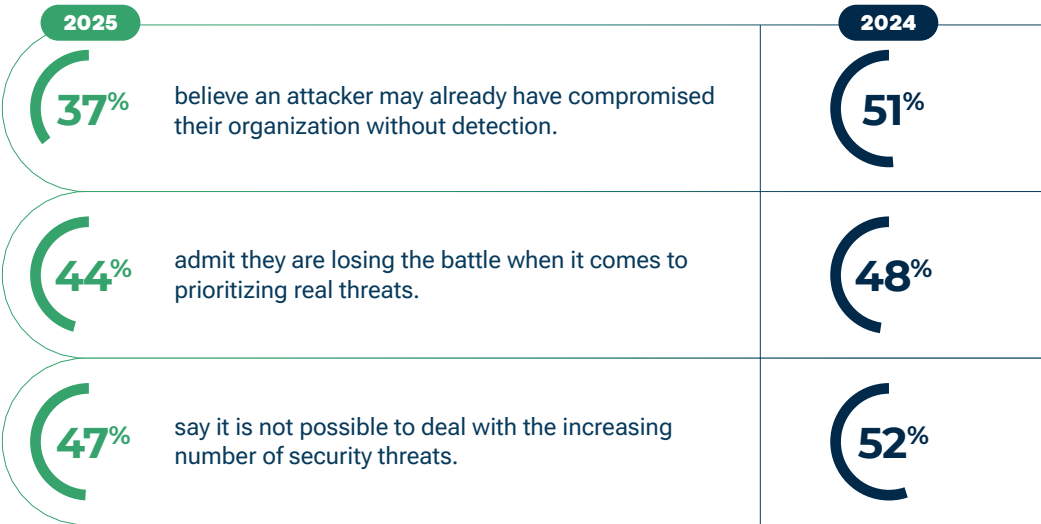 2025
2024
37%
believe an attacker may already have compromised
their organization without detection.
51%
44%
admit they are losing the battle when it comes to
prioritizing real threats.
48%
47%
say it is not possible to deal with the increasing
number of security threats.
52%